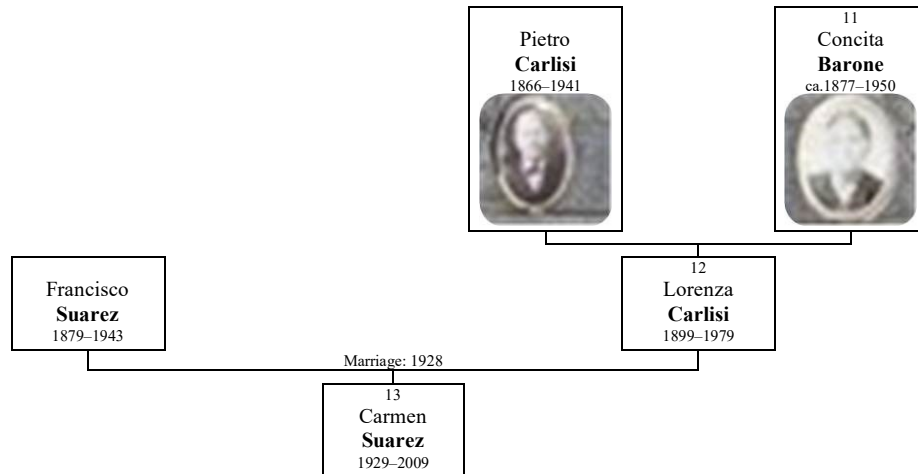 Pietro
Carlisi
1866–1941
11
Concita
Barone
ca.1877–1950
Francisco
Suarez
1879–1943
12
Lorenza
Carlisi
1899–1979
Marriage: 1928
13
Carmen
Suarez
1929–2009